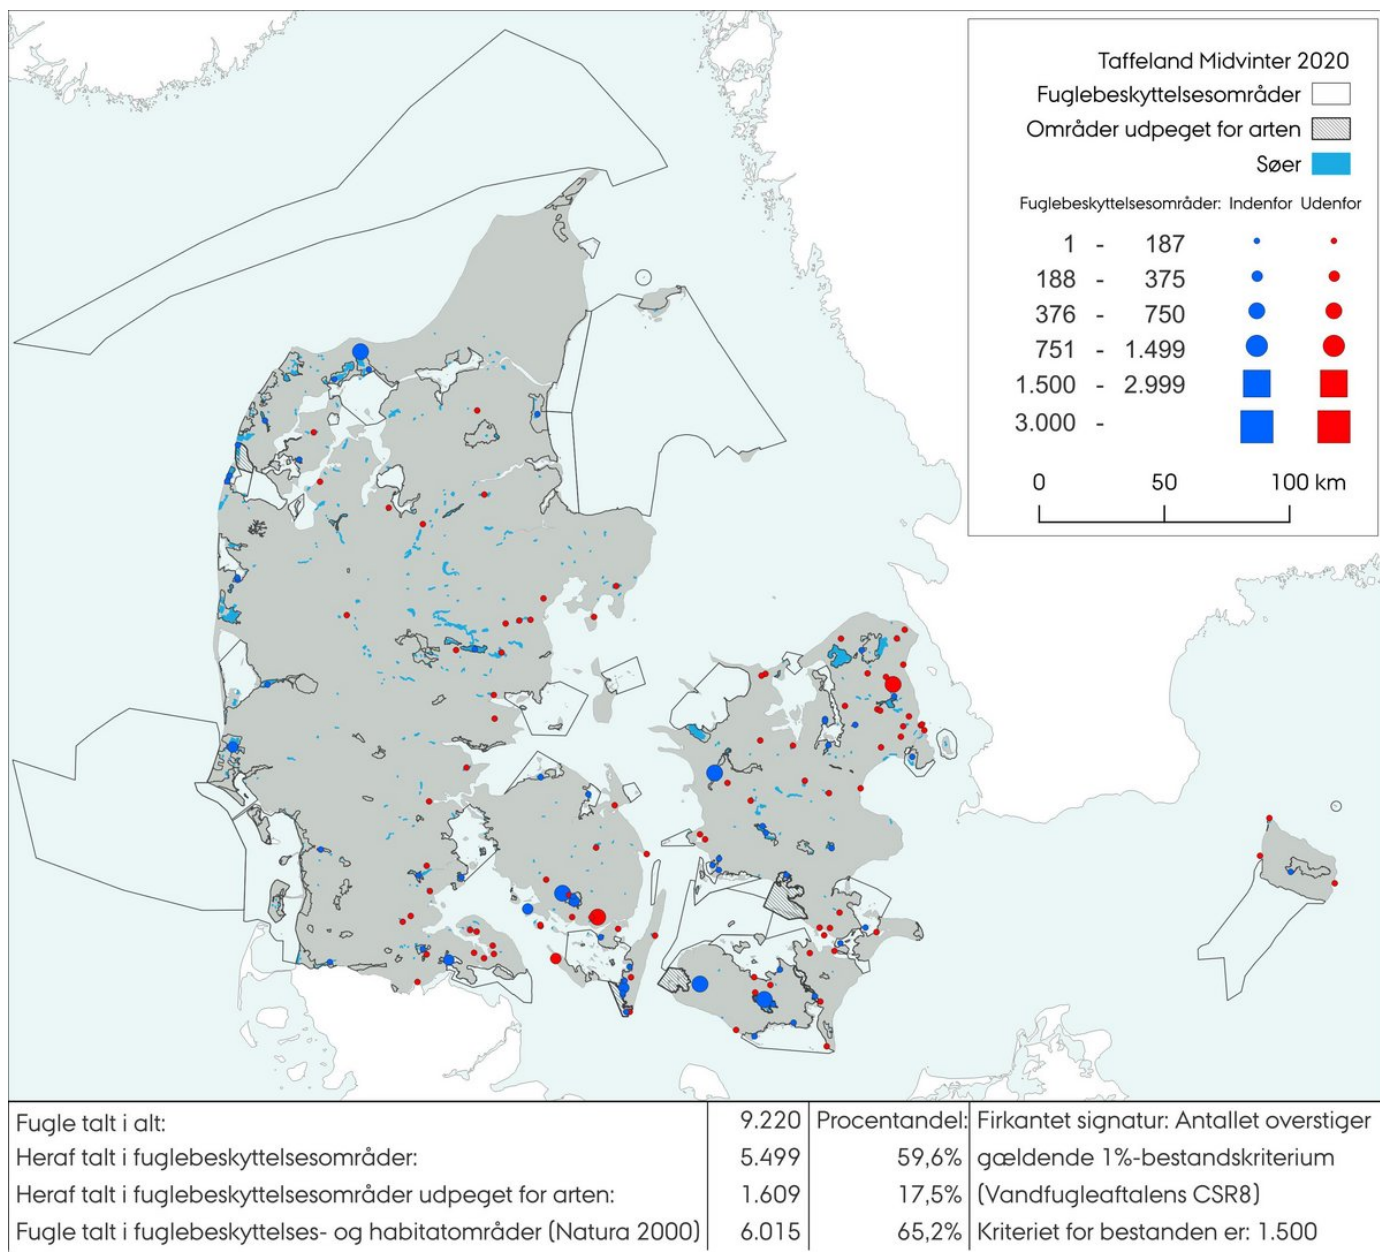 Taffeland Midvinter 2020
Fuglebeskyttelsesområder
Områder udpeget for arten
Søer
Fuglebeskyttelsesområder: Indenfor Udenfor
1 - 187
188 - 375
376 - 750
751 - 1.499
1.500 - 2.999
3.000 -
0 50 100 km
Fugle talt i alt: 9.220 Procentandel: Firkantet signatur: Antallet overstiger
Heraf talt i fuglebeskyttelsesområder: 5.499 59,6% gældende 1%-bestandskriterium
Heraf talt i fuglebeskyttelsesområder udpeget for arten: 1.609 17,5% (Vandfugleaftalens CSR8)
Fugle talt i fuglebeskyttelses- og habitatområder (Natura 2000) 6.015 65,2% Kriteriet for bestanden er: 1.500